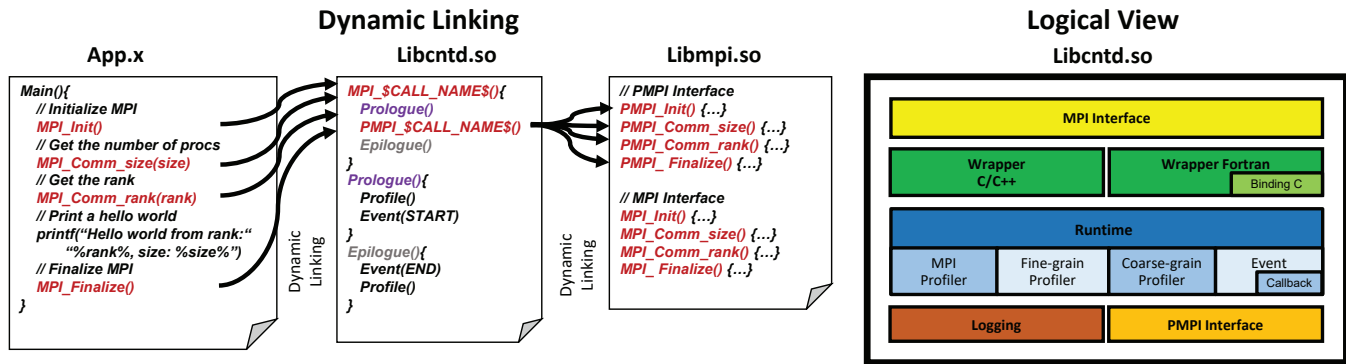 Dynamic Linking
App.x
Main(){
// Initialize MPI
MPI_Init()
// Get the number of procs
MPI_Comm_size(size)
// Get the rank
MPI_Comm_rank(rank)
// Print a hello world
printf(“Hello world from rank:“
“%rank%, size: %size%”)
// Finalize MPI
MPI_Finalize()
}
Dynamic
Linking
Libcntd.so
MPI_$CALL_NAME$(){
Prologue()
PMPI_$CALL_NAME$()
Epilogue()
}
Prologue(){
Profile()
Event(START)
}
Epilogue(){
Event(END)
Profile()
}
Dynamic
Linking
Libmpi.so
// PMPI Interface
PMPI_Init() {…}
PMPI_Comm_size() {…}
PMPI_Comm_rank() {…}
PMPI_ Finalize() {…}
// MPI Interface
MPI_Init() {…}
MPI_Comm_size() {…}
MPI_Comm_rank() {…}
MPI_ Finalize() {…}
Logical View
Libcntd.so
MPI Interface
Wrapper
C/C++
Wrapper Fortran
Binding C
Runtime
MPI
Profiler
Fine-grain
Profiler
Coarse-grain
Profiler
Event
Callback
Logging
PMPI Interface